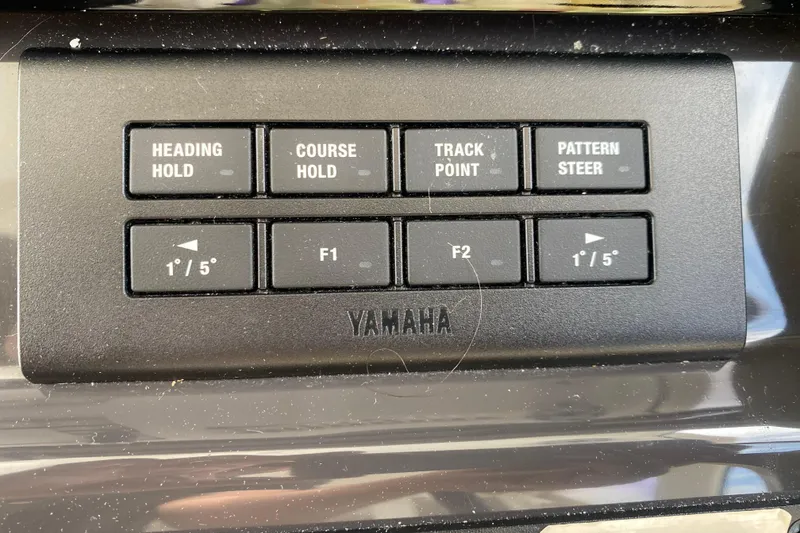 HEADING
HOLD
COURSE
HOLD
TRACK
POINT
PATTERN
STEER
◄
1°/5°
F1
F2
►
1°/5°
YAMAHA